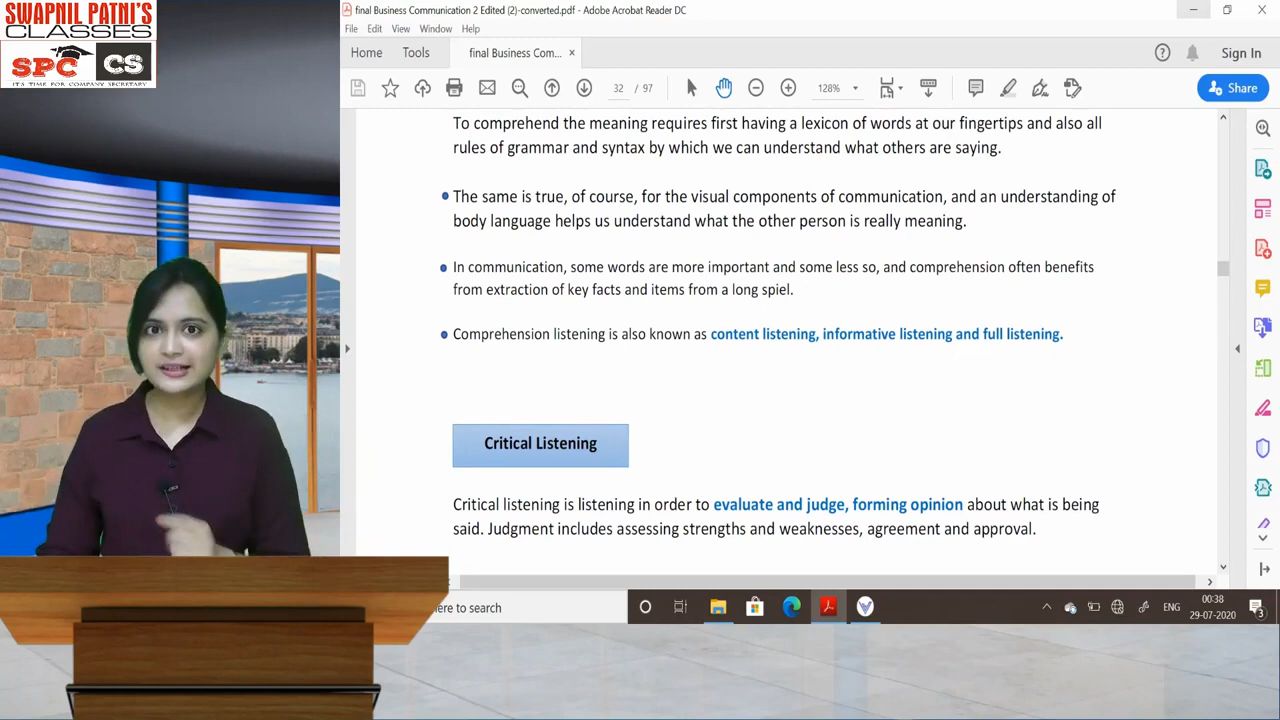 SWAPNIL PATNI'S
CLASSES
SPC CS
IT'S TIME FOR COMPANY SECRETARY
final Business Communication 2 Edited (2)-converted.pdf - Adobe Acrobat Reader DC
File Edit View Window Help
Home Tools final Business Com... × Sign In
32 / 97 128% Share
To comprehend the meaning requires first having a lexicon of words at our fingertips and also all
rules of grammar and syntax by which we can understand what others are saying.
The same is true, of course, for the visual components of communication, and an understanding of
body language helps us understand what the other person is really meaning.
In communication, some words are more important and some less so, and comprehension often benefits
from extraction of key facts and items from a long spiel.
Comprehension listening is also known as content listening, informative listening and full listening.
Critical Listening
Critical listening is listening in order to evaluate and judge, forming opinion about what is being
said. Judgment includes assessing strengths and weaknesses, agreement and approval.
ere to search
ENG
00:38
29-07-2020
3